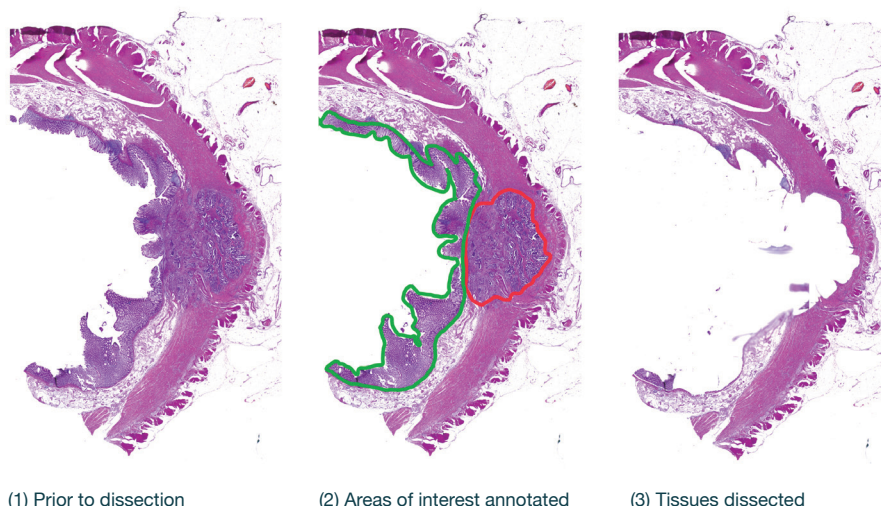 (1) Prior to dissection
(2) Areas of interest annotated
(3) Tissues dissected